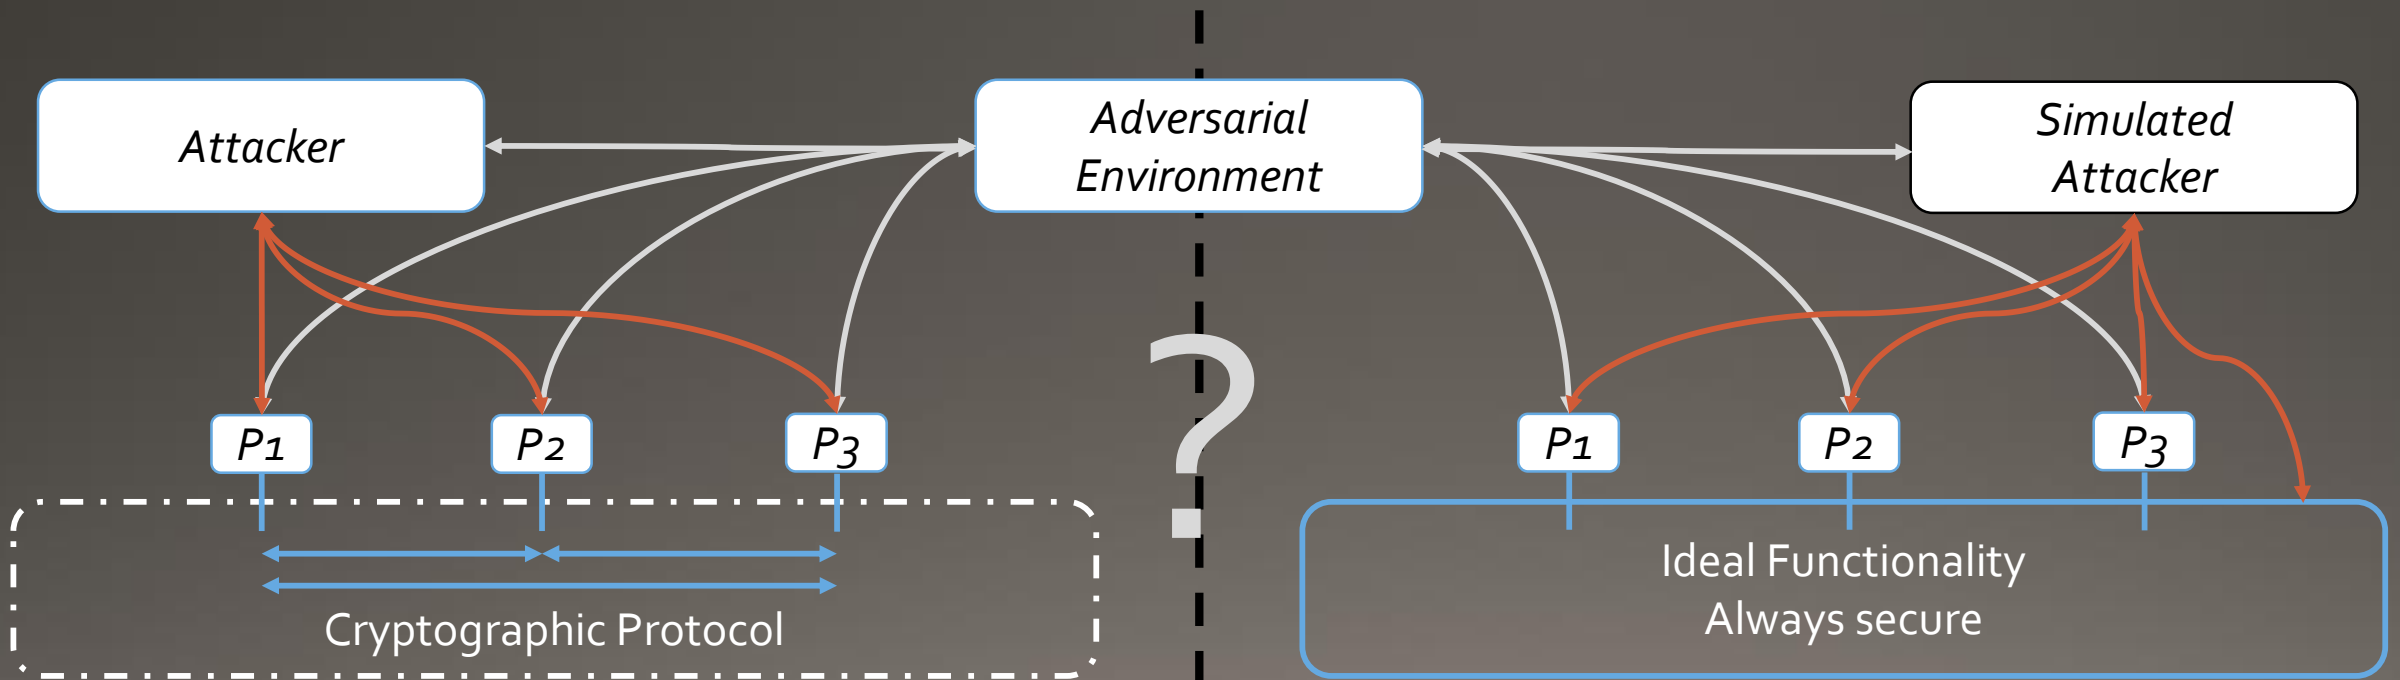 Attacker
Adversarial
Environment
Simulated
Attacker
?
P1
P2
P3
P1
P2
P3
Cryptographic Protocol
Ideal Functionality
Always secure